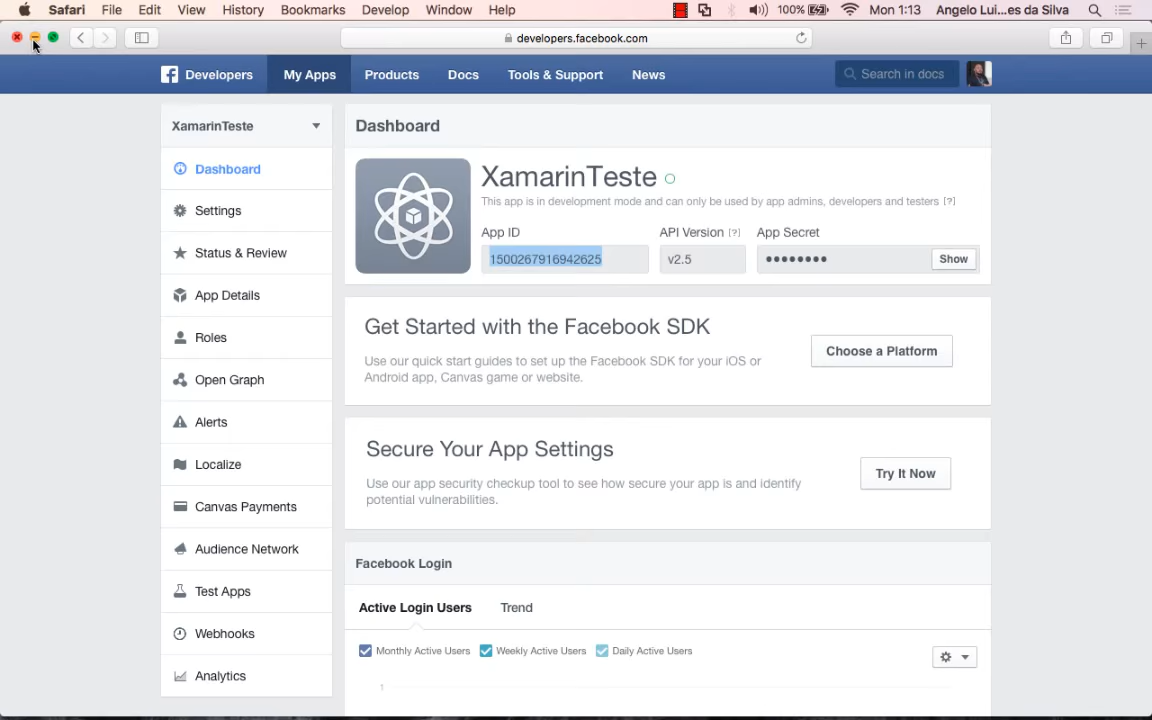 Safari File Edit View History Bookmarks Develop Window Help 100% Mon 1:13 Angelo Lui...es da Silva
developers.facebook.com
Developers My Apps Products Docs Tools & Support News Search in docs
XamarinTeste
Dashboard
Settings
Status & Review
App Details
Roles
Open Graph
Alerts
Localize
Canvas Payments
Audience Network
Test Apps
Webhooks
Analytics
Dashboard
XamarinTeste
This app is in development mode and can only be used by app admins, developers and testers [?]
App ID API Version [?] App Secret
1500267916942625 v2.5 •••••••• Show
Get Started with the Facebook SDK
Use our quick start guides to set up the Facebook SDK for your iOS or
Android app, Canvas game or website.
Choose a Platform
Secure Your App Settings
Use our app security checkup tool to see how secure your app is and identify
potential vulnerabilities.
Try It Now
Facebook Login
Active Login Users Trend
Monthly Active Users Weekly Active Users Daily Active Users
1